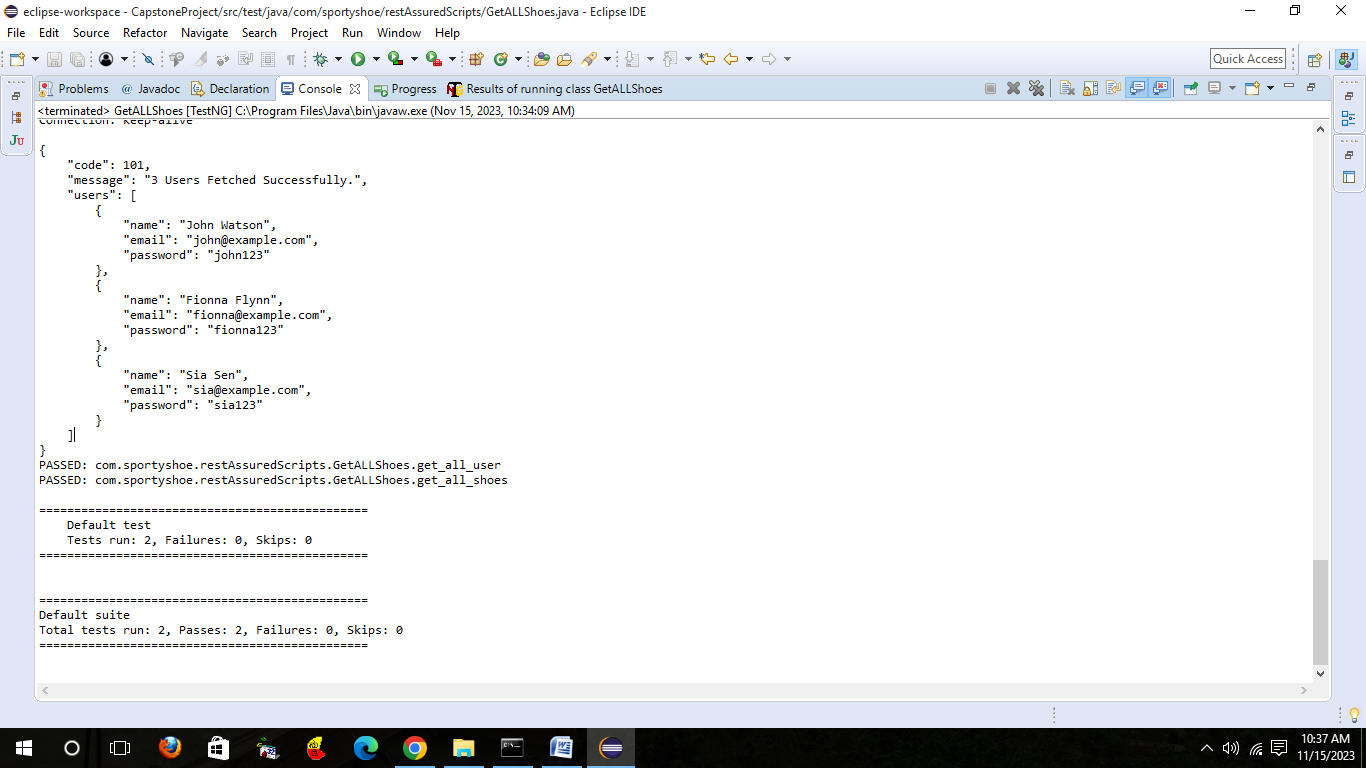 eclipse-workspace - CapstoneProject/src/test/java/com/sportyshoe/restAssuredScripts/GetALLShoes.java - Eclipse IDE
File Edit Source Refactor Navigate Search Project Run Window Help
Quick Access
Problems @ Javadoc Declaration Console Progress Results of running class GetALLShoes
<terminated> GetALLShoes [TestNG] C:\Program Files\Java\bin\javaw.exe (Nov 15, 2023, 10:34:09 AM)
Connection: keep-alive
{
    "code": 101,
    "message": "3 Users Fetched Successfully.",
    "users": [
        {
            "name": "John Watson",
            "email": "john@example.com",
            "password": "john123"
        },
        {
            "name": "Fionna Flynn",
            "email": "fionna@example.com",
            "password": "fionna123"
        },
        {
            "name": "Sia Sen",
            "email": "sia@example.com",
            "password": "sia123"
        }
    ]
}
PASSED: com.sportyshoe.restAssuredScripts.GetALLShoes.get_all_user
PASSED: com.sportyshoe.restAssuredScripts.GetALLShoes.get_all_shoes
===============================================
    Default test
    Tests run: 2, Failures: 0, Skips: 0
===============================================
===============================================
Default suite
Total tests run: 2, Passes: 2, Failures: 0, Skips: 0
===============================================
10:37 AM
11/15/2023